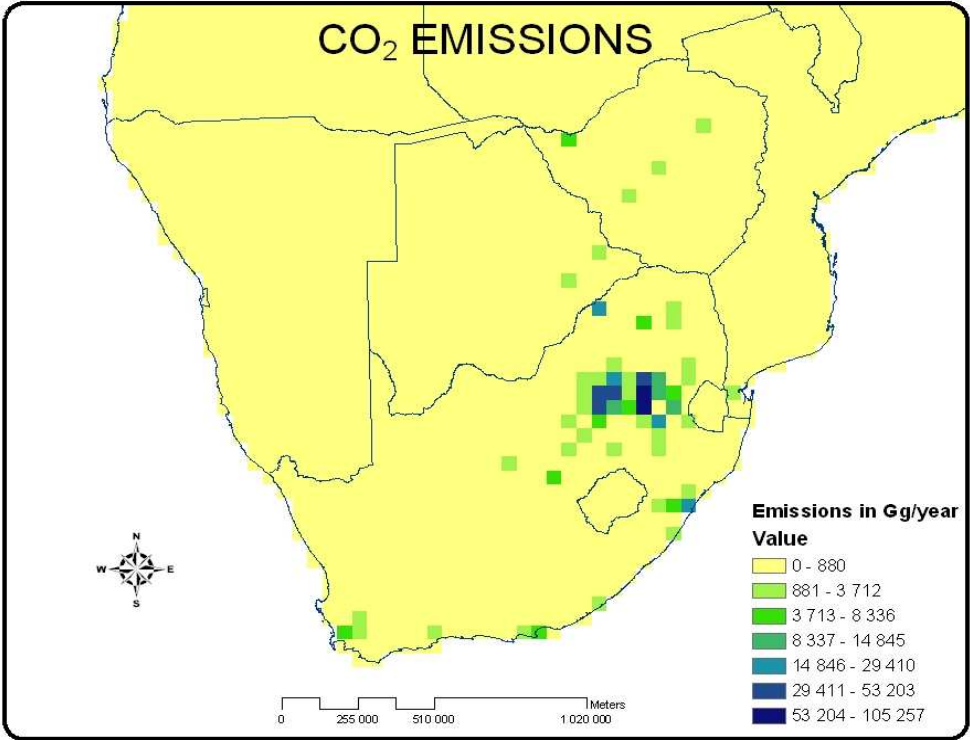 CO₂ EMISSIONS
N
W E
S
Emissions in Gg/year
Value
0 - 880
881 - 3 712
3 713 - 8 336
8 337 - 14 845
14 846 - 29 410
29 411 - 53 203
53 204 - 105 257
Meters
0 255 000 510 000 1 020 000